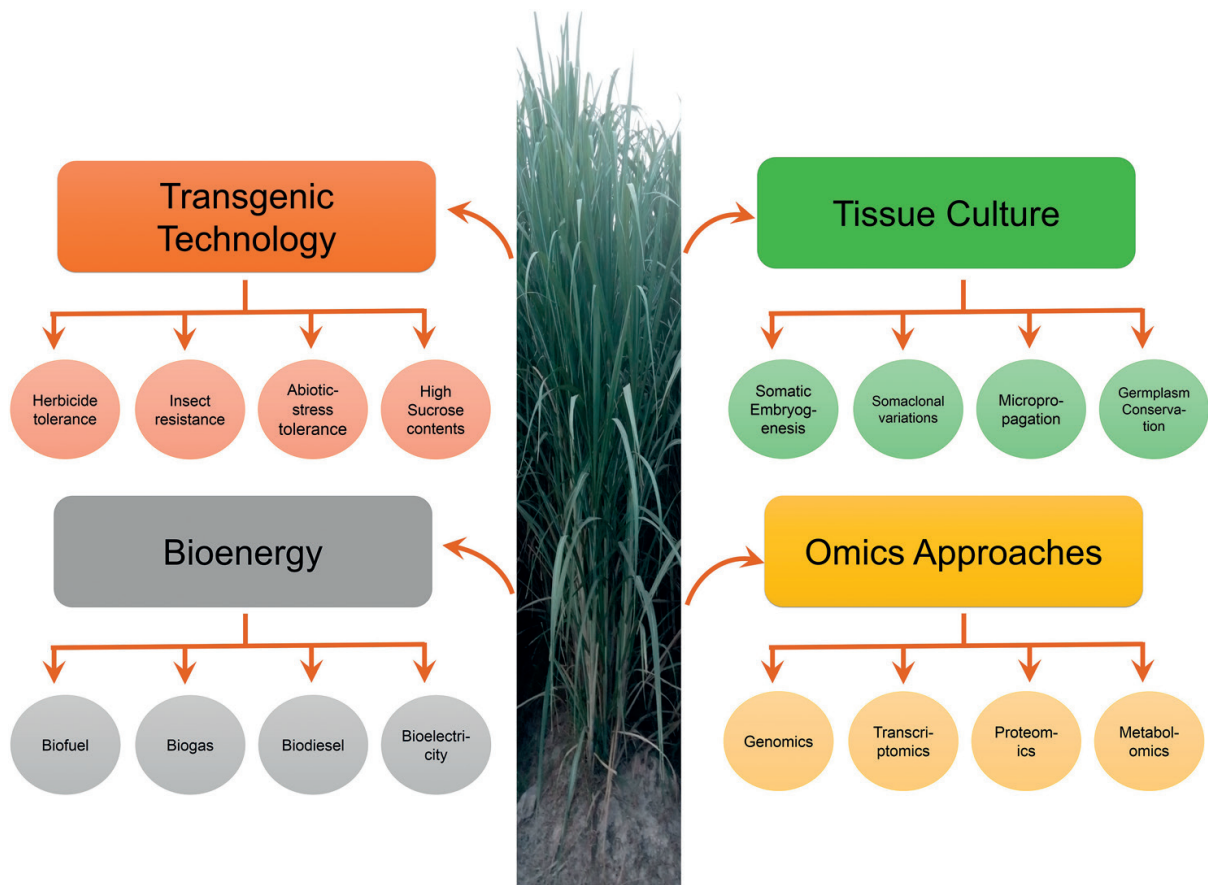 Transgenic
Technology
Tissue Culture
Herbicide
tolerance
Insect
resistance
Abiotic-
stress
tolerance
High
Sucrose
contents
Somatic
Embryog-
enesis
Somaclonal
variations
Micropro-
pagation
Germplasm
Conserva-
tion
Bioenergy
Omics Approaches
Biofuel
Biogas
Biodiesel
Bioelectri-
city
Genomics
Transcri-
ptomics
Proteom-
ics
Metabol-
omics